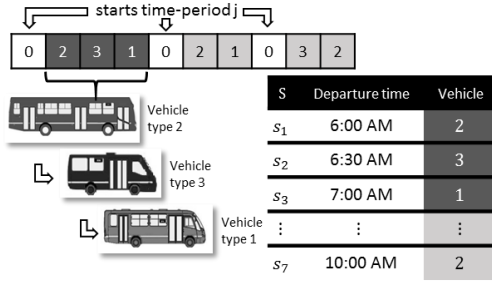 starts time-period j
0 2 3 1 0 2 1 0 3 2
Vehicle
type 2
Vehicle
type 3
Vehicle
type 1
S Departure time Vehicle
s₁ 6:00 AM 2
s₂ 6:30 AM 3
s₃ 7:00 AM 1
⋮ ⋮ ⋮
s₇ 10:00 AM 2